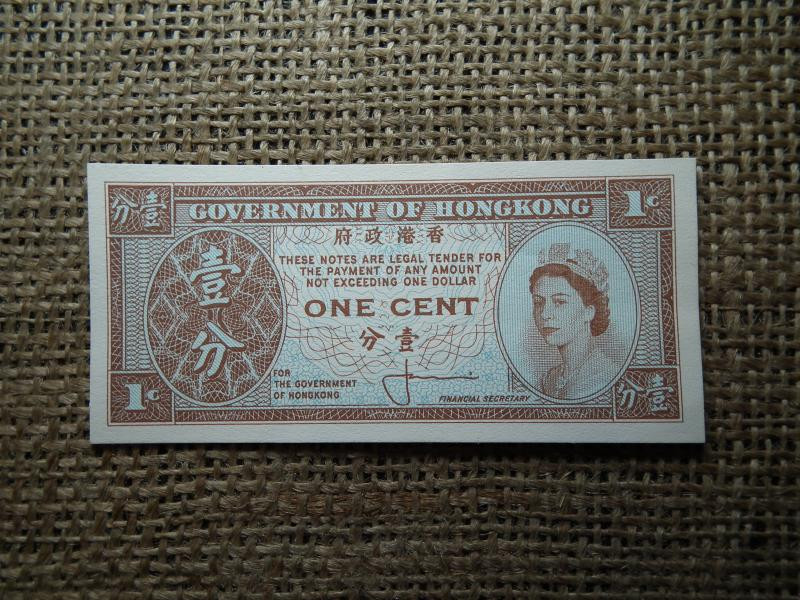 分壹
GOVERNMENT OF HONGKONG
1c
府政港香
THESE NOTES ARE LEGAL TENDER FOR
THE PAYMENT OF ANY AMOUNT
NOT EXCEEDING ONE DOLLAR
壹分
ONE CENT
分壹
FOR
THE GOVERNMENT
OF HONGKONG
FINANCIAL SECRETARY
1c
分壹